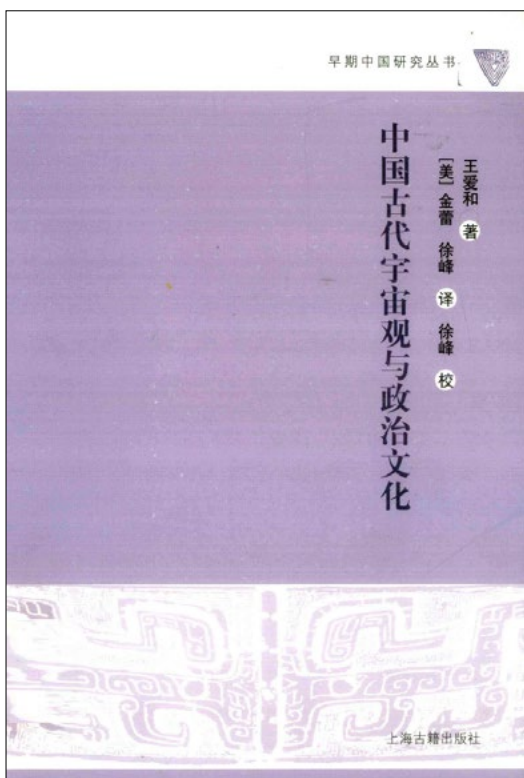 早期中国研究丛书
中国古代宇宙观与政治文化
王爱和 著
［美］金蕾 徐峰 译 徐峰 校
上海古籍出版社